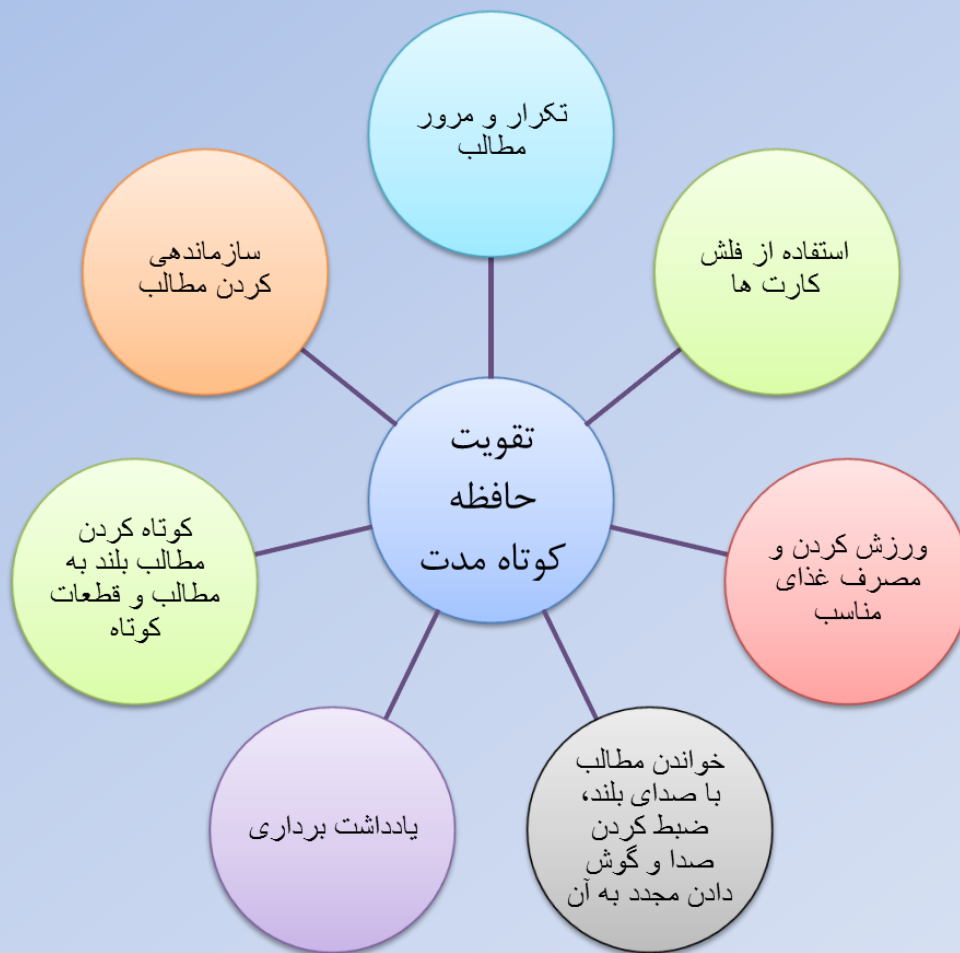 تکرار و مرور
مطالب
استفاده از فلش
کارت ها
ورزش کردن و
مصرف غذای
مناسب
خواندن مطالب
با صدای بلند،
ضبط کردن
صدا و گوش
دادن مجدد به آن
یادداشت برداری
کوتاه کردن
مطالب بلند به
مطالب و قطعات
کوتاه
سازماندهی
کردن مطالب
تقویت
حافظه
کوتاه مدت